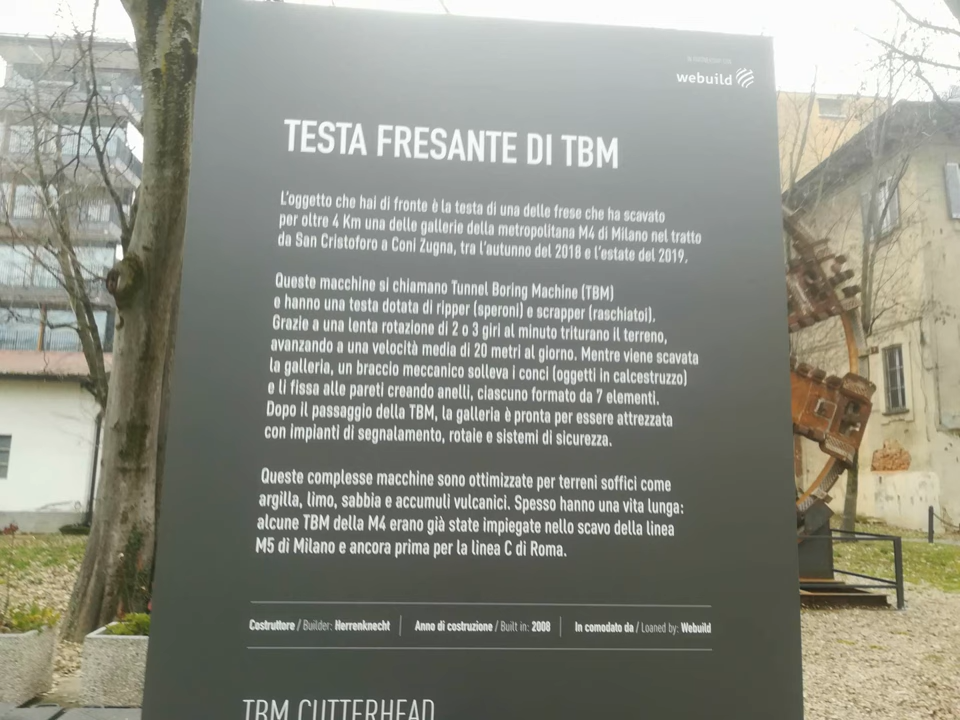 webuild
TESTA FRESANTE DI TBM
L'oggetto che hai di fronte è la testa di una delle frese che ha scavato
per oltre 4 Km una delle gallerie della metropolitana M4 di Milano nel tratto
da San Cristoforo a Coni Zugna, tra l'autunno del 2018 e l'estate del 2019.
Queste macchine si chiamano Tunnel Boring Machine (TBM)
e hanno una testa dotata di ripper (speroni) e scrapper (raschiatoi).
Grazie a una lenta rotazione di 2 o 3 giri al minuto triturano il terreno,
avanzando a una velocità media di 20 metri al giorno. Mentre viene scavata
la galleria, un braccio meccanico solleva i conci (oggetti in calcestruzzo)
e li fissa alle pareti creando anelli, ciascuno formato da 7 elementi.
Dopo il passaggio della TBM, la galleria è pronta per essere attrezzata
con impianti di segnalamento, rotaie e sistemi di sicurezza.
Queste complesse macchine sono ottimizzate per terreni soffici come
argilla, limo, sabbia e accumuli vulcanici. Spesso hanno una vita lunga:
alcune TBM della M4 erano già state impiegate nello scavo della linea
M5 di Milano e ancora prima per la linea C di Roma.
Costruttore / Builder: Herrenknecht | Anno di costruzione / Built in: 2008 | In comodato da / Loaned by: Webuild
TBM CUTTERHEAD